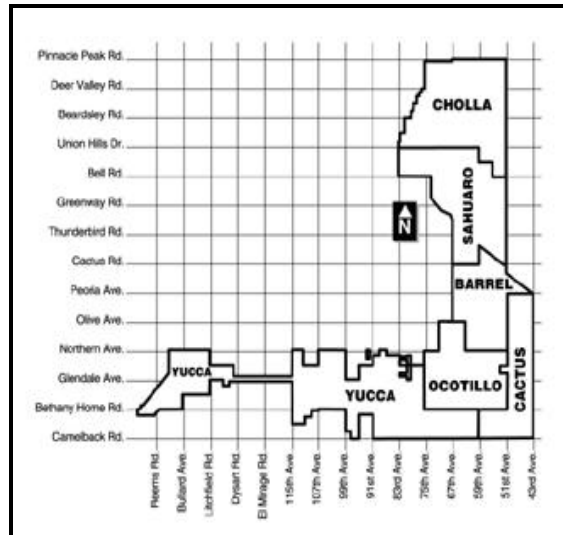 Pinnacle Peak Rd.
Deer Valley Rd.
Beardsley Rd.
Union Hills Dr.
Bell Rd.
Greenway Rd.
Thunderbird Rd.
Cactus Rd.
Peoria Ave.
Olive Ave.
Northern Ave.
Glendale Ave.
Bethany Home Rd.
Camelback Rd.
CHOLLA
SAHUARO
N
BARREL
YUCCA
YUCCA
OCOTILLO
CACTUS
Reems Rd.
Bullard Ave.
Litchfield Rd.
Dysart Rd.
El Mirage Rd.
115th Ave.
107th Ave.
99th Ave.
91st Ave.
83rd Ave.
75th Ave.
67th Ave.
59th Ave.
51st Ave.
43rd Ave.